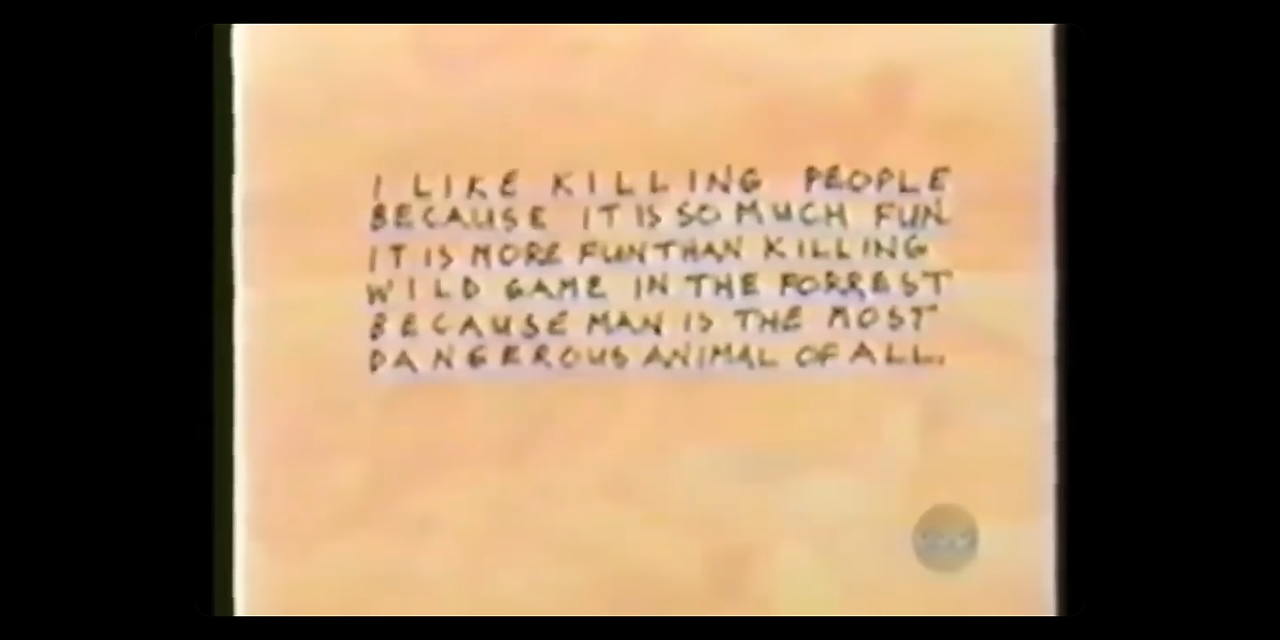 I LIKE KILLING PEOPLE
BECAUSE IT IS SO MUCH FUN
IT IS MORE FUN THAN KILLING
WILD GAME IN THE FORREST
BECAUSE MAN IS THE MOST
DANGEROUS ANIMAL OF ALL.